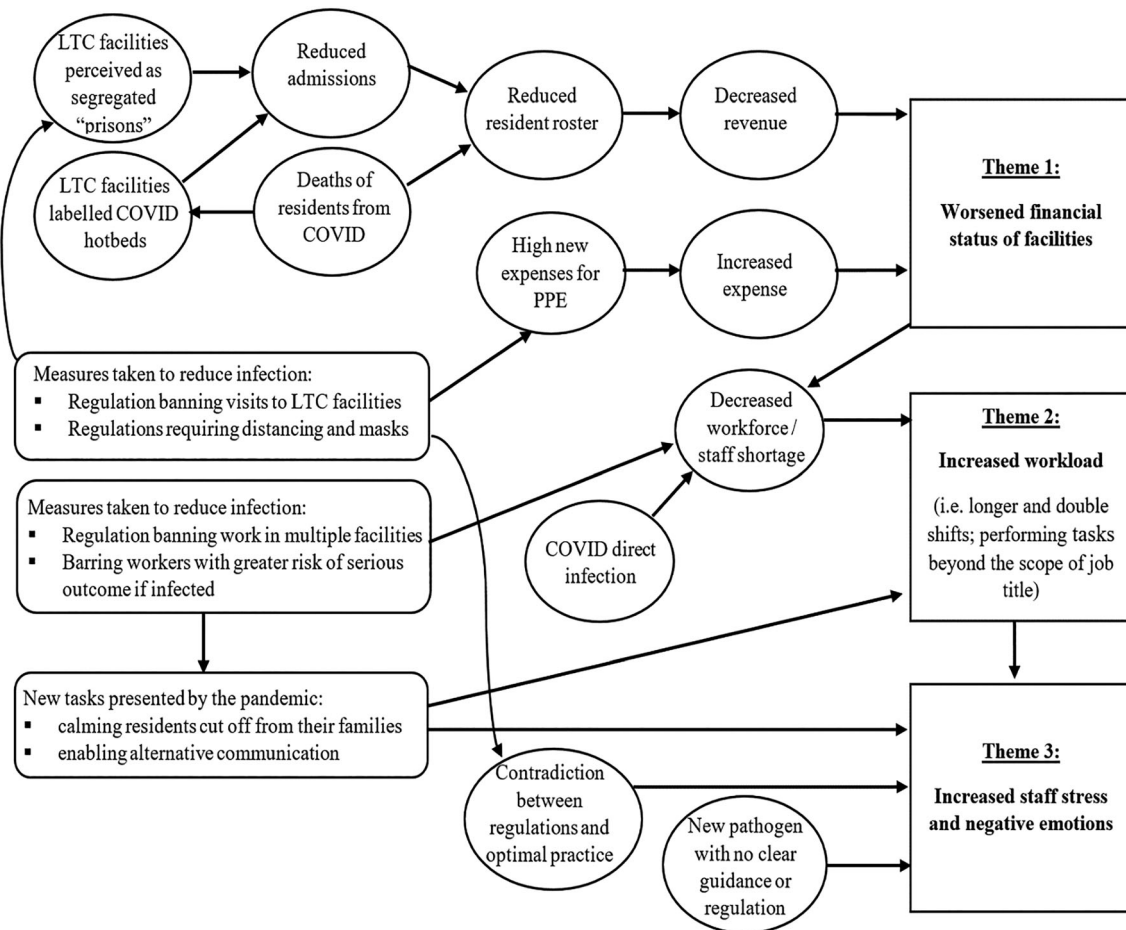 LTC facilities
perceived as
segregated
“prisons”
Reduced
admissions
Reduced
resident roster
Decreased
revenue
LTC facilities
labelled COVID
hotbeds
Deaths of
residents from
COVID
High new
expenses for
PPE
Increased
expense
Theme 1:
Worsened financial
status of facilities
Measures taken to reduce infection:
▪ Regulation banning visits to LTC facilities
▪ Regulations requiring distancing and masks
Decreased
workforce /
staff shortage
Theme 2:
Increased workload
(i.e. longer and double
shifts; performing tasks
beyond the scope of job
title)
Measures taken to reduce infection:
▪ Regulation banning work in multiple facilities
▪ Barring workers with greater risk of serious
outcome if infected
COVID direct
infection
New tasks presented by the pandemic:
▪ calming residents cut off from their families
▪ enabling alternative communication
Contradiction
between
regulations and
optimal practice
New pathogen
with no clear
guidance or
regulation
Theme 3:
Increased staff stress
and negative emotions